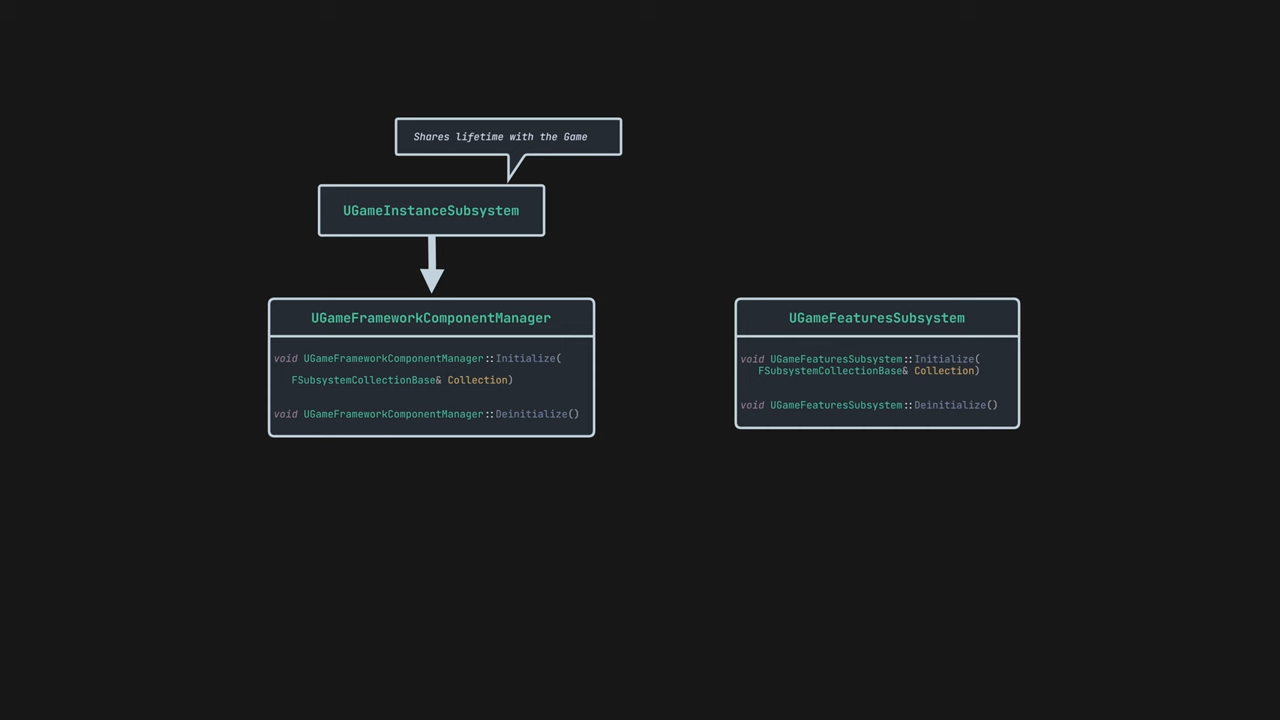 Shares lifetime with the Game
UGameInstanceSubsystem
UGameFrameworkComponentManager
void UGameFrameworkComponentManager::Initialize(
FSubsystemCollectionBase& Collection)
void UGameFrameworkComponentManager::Deinitialize()
UGameFeaturesSubsystem
void UGameFeaturesSubsystem::Initialize(
FSubsystemCollectionBase& Collection)
void UGameFeaturesSubsystem::Deinitialize()